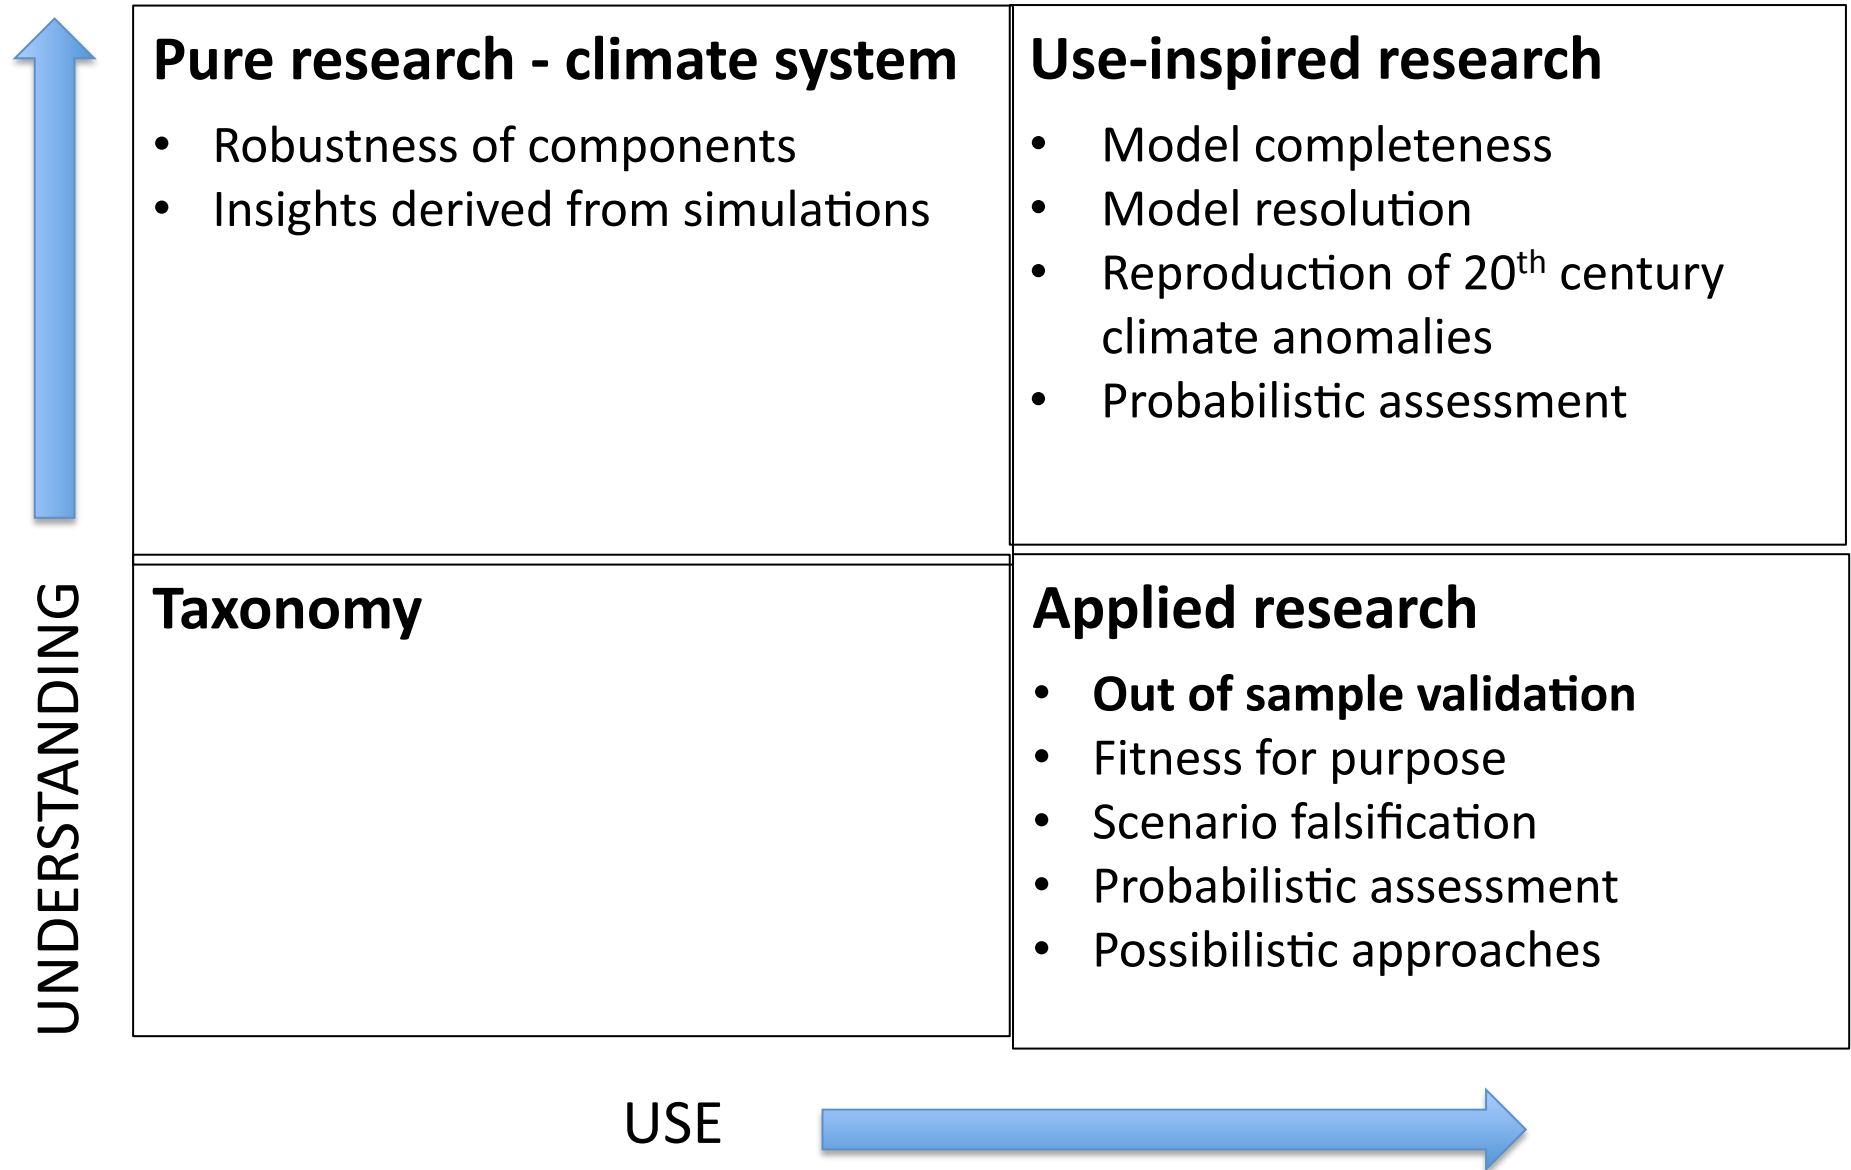 Pure research - climate system
• Robustness of components
• Insights derived from simulations
Use-inspired research
• Model completeness
• Model resolution
• Reproduction of 20th century
climate anomalies
• Probabilistic assessment
UNDERSTANDING
Taxonomy
Applied research
• Out of sample validation
• Fitness for purpose
• Scenario falsification
• Probabilistic assessment
• Possibilistic approaches
USE